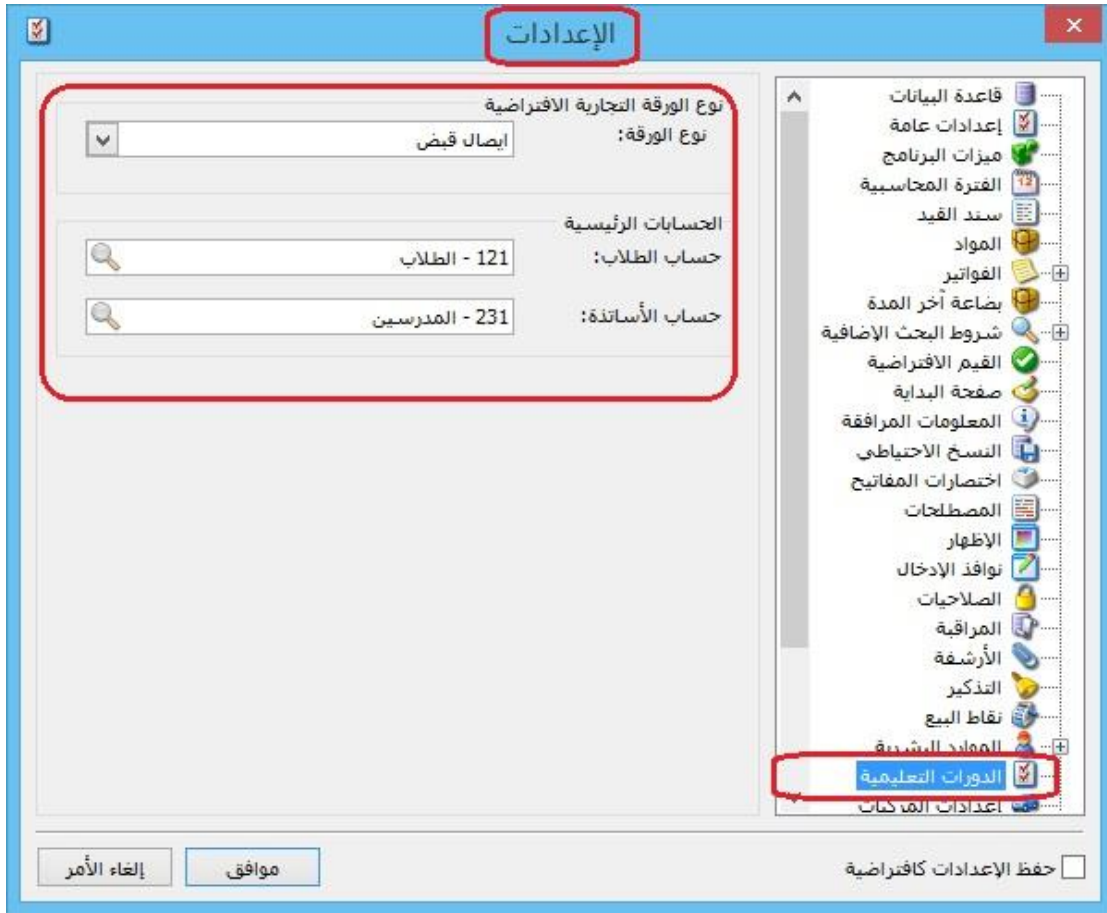 الإعدادات
قاعدة البيانات
إعدادات عامة
ميزات البرنامج
الفترة المحاسبية
سند القيد
المواد
الفواتير
بضاعة آخر المدة
شروط البحث الإضافية
القيم الافتراضية
صفحة البداية
المعلومات المرافقة
النسخ الاحتياطي
اختصارات المفاتيح
المصطلحات
الإظهار
نوافذ الإدخال
الصلاحيات
المراقبة
الأرشفة
التذكير
نقاط البيع
الموارد البشرية
الدورات التعليمية
إعدادات المركبات
نوع الورقة التجارية الافتراضية
نوع الورقة: ايصال قبض
الحسابات الرئيسية
حساب الطلاب: 121 - الطلاب
حساب الأساتذة: 231 - المدرسين
حفظ الإعدادات كافتراضية
موافق
إلغاء الأمر